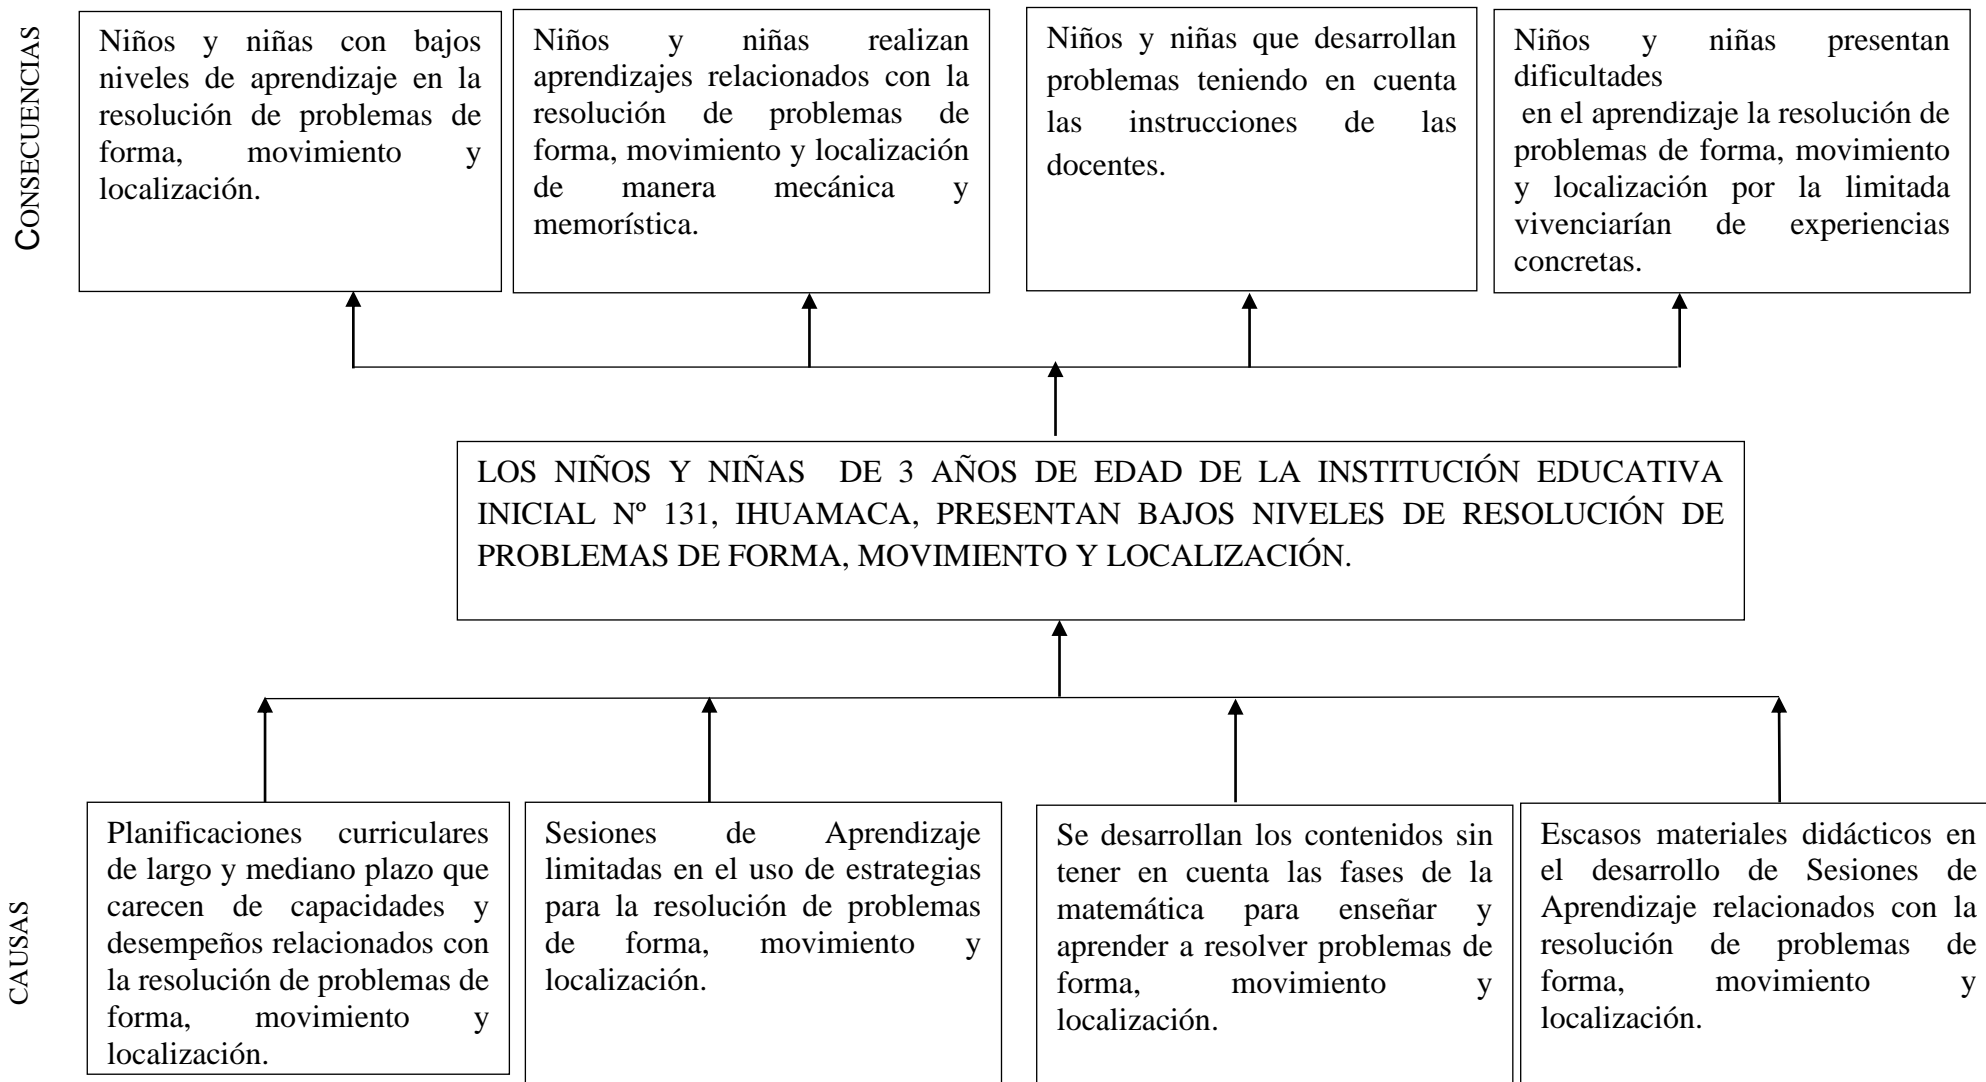 CONSECUENCIAS
Niños y niñas con bajos
niveles de aprendizaje en la
resolución de problemas de
forma, movimiento y
localización.
Niños y niñas realizan
aprendizajes relacionados con la
resolución de problemas de
forma, movimiento y localización
de manera mecánica y
memorística.
Niños y niñas que desarrollan
problemas teniendo en cuenta
las instrucciones de las
docentes.
Niños y niñas presentan
dificultades
en el aprendizaje la resolución de
problemas de forma, movimiento
y localización por la limitada
vivenciarían de experiencias
concretas.
LOS NIÑOS Y NIÑAS DE 3 AÑOS DE EDAD DE LA INSTITUCIÓN EDUCATIVA
INICIAL Nº 131, IHUAMACA, PRESENTAN BAJOS NIVELES DE RESOLUCIÓN DE
PROBLEMAS DE FORMA, MOVIMIENTO Y LOCALIZACIÓN.
CAUSAS
Planificaciones curriculares
de largo y mediano plazo que
carecen de capacidades y
desempeños relacionados con
la resolución de problemas de
forma, movimiento y
localización.
Sesiones de Aprendizaje
limitadas en el uso de estrategias
para la resolución de problemas
de forma, movimiento y
localización.
Se desarrollan los contenidos sin
tener en cuenta las fases de la
matemática para enseñar y
aprender a resolver problemas de
forma, movimiento y
localización.
Escasos materiales didácticos en
el desarrollo de Sesiones de
Aprendizaje relacionados con la
resolución de problemas de
forma, movimiento y
localización.